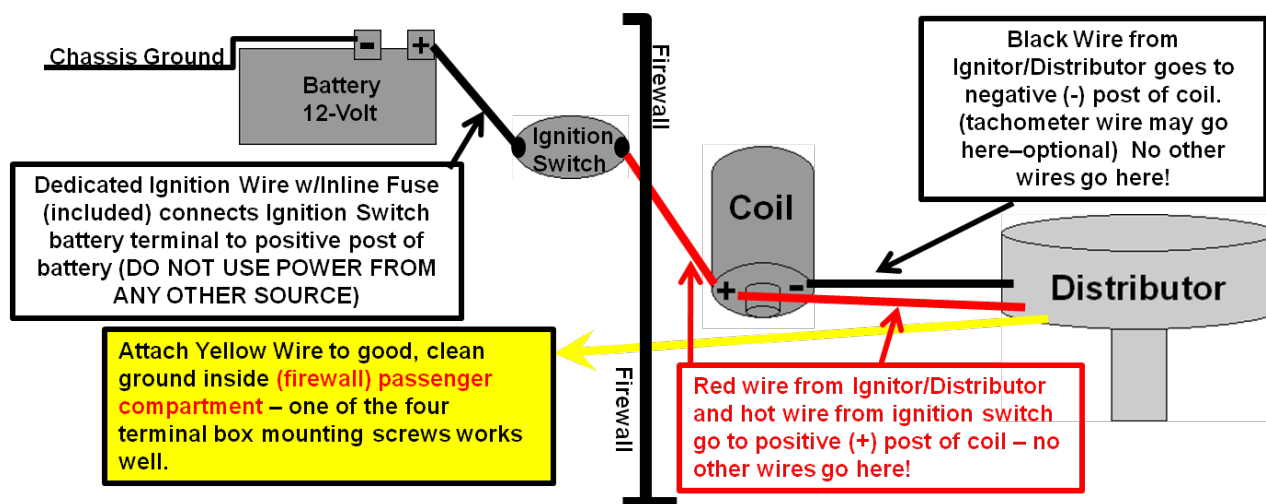 Chassis Ground
-
+
Battery
12-Volt
Ignition
Switch
Firewall
Black Wire from
Ignitor/Distributor goes to
negative (-) post of coil.
(tachometer wire may go
here–optional)  No other
wires go here!
Dedicated Ignition Wire w/Inline Fuse
(included) connects Ignition Switch
battery terminal to positive post of
battery (DO NOT USE POWER FROM
ANY OTHER SOURCE)
Coil
+
-
Distributor
Attach Yellow Wire to good, clean
ground inside (firewall) passenger
compartment – one of the four
terminal box mounting screws works
well.
Firewall
Red wire from Ignitor/Distributor
and hot wire from ignition switch
go to positive (+) post of coil – no
other wires go here!